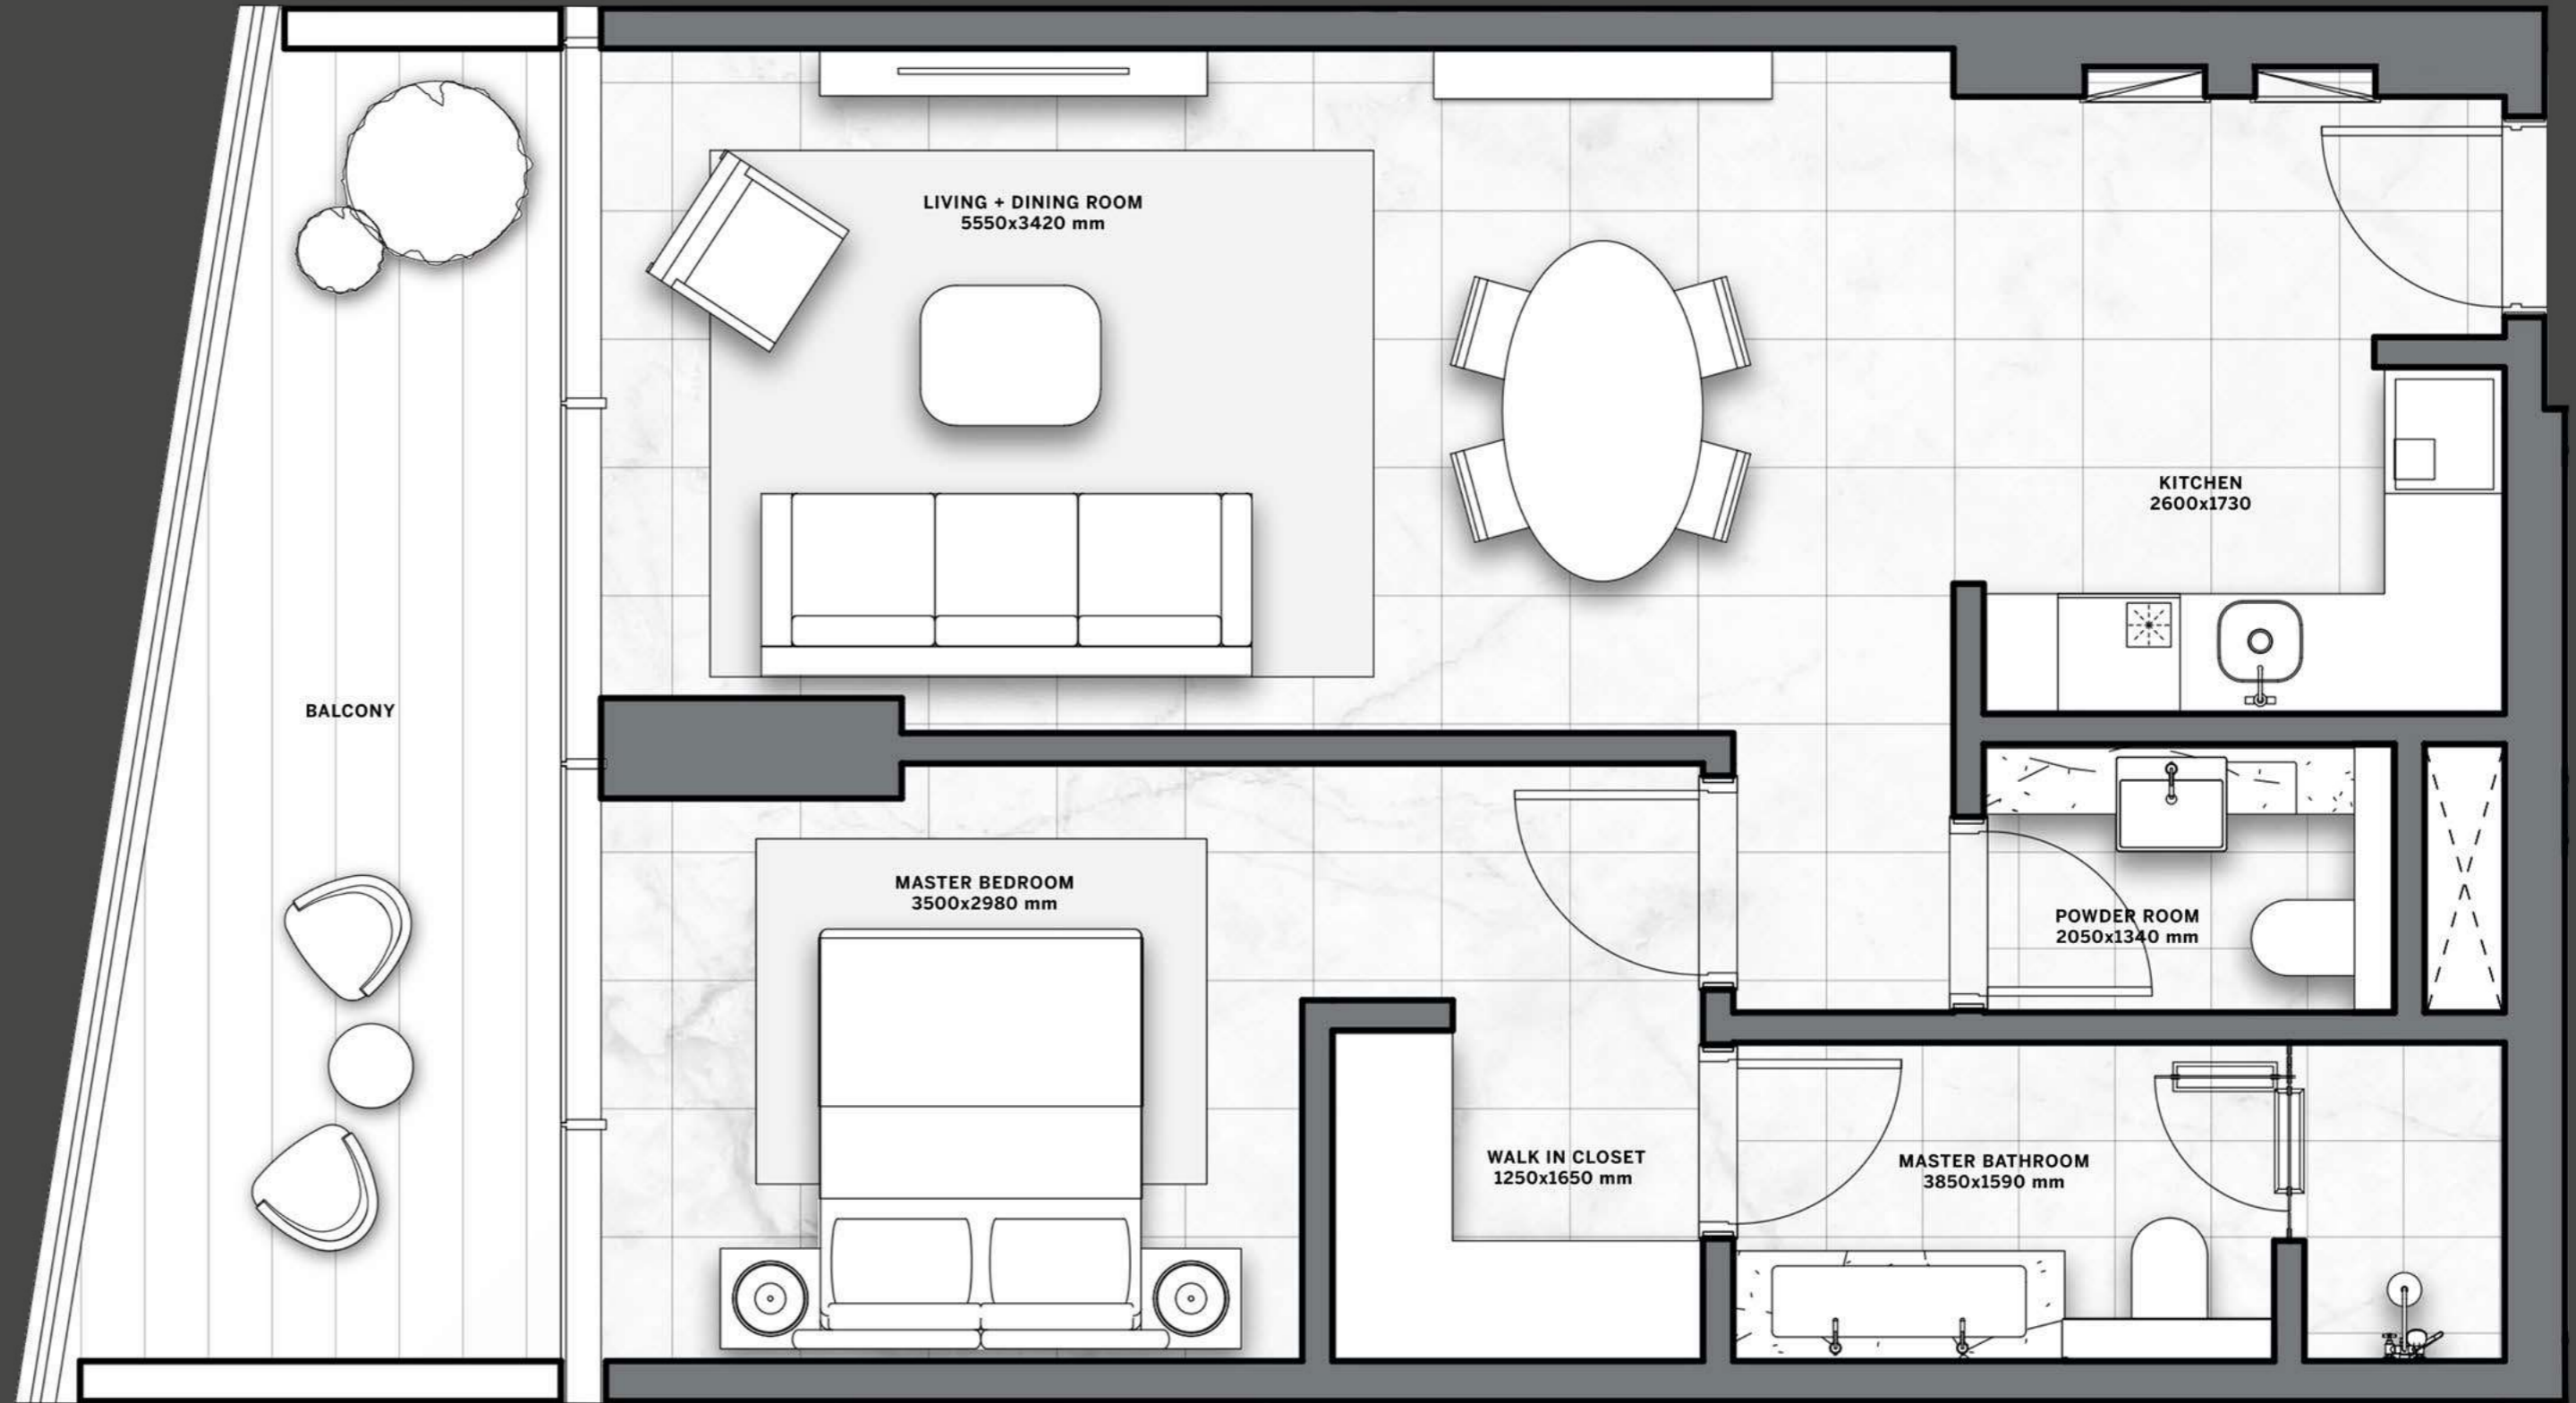 LIVING + DINING ROOM
5550x3420 mm
KITCHEN
2600x1730
BALCONY
MASTER BEDROOM
3500x2980 mm
POWDER ROOM
2050x1340 mm
WALK IN CLOSET
1250x1650 mm
MASTER BATHROOM
3850x1590 mm